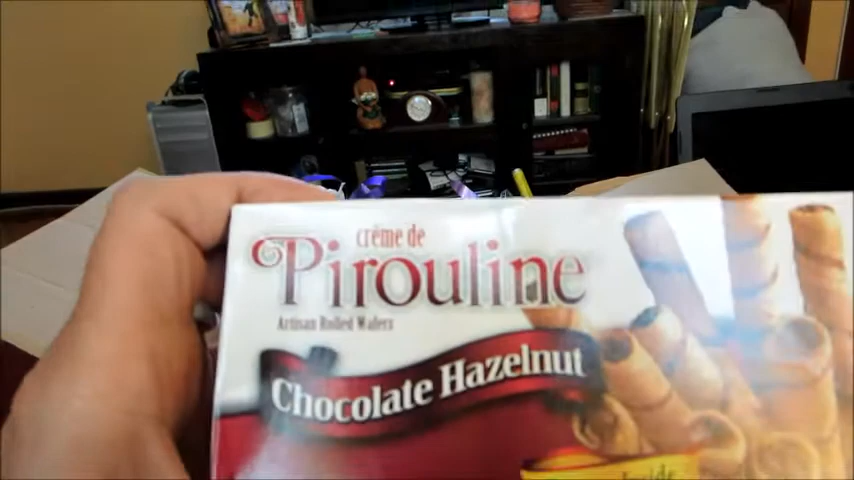 crème de
Pirouline
Artisan Rolled Wafers
Chocolate Hazelnut